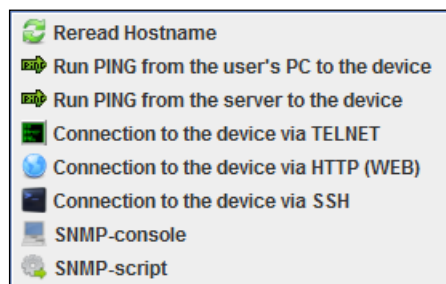 Reread Hostname
Run PING from the user's PC to the device
Run PING from the server to the device
Connection to the device via TELNET
Connection to the device via HTTP (WEB)
Connection to the device via SSH
SNMP-console
SNMP-script